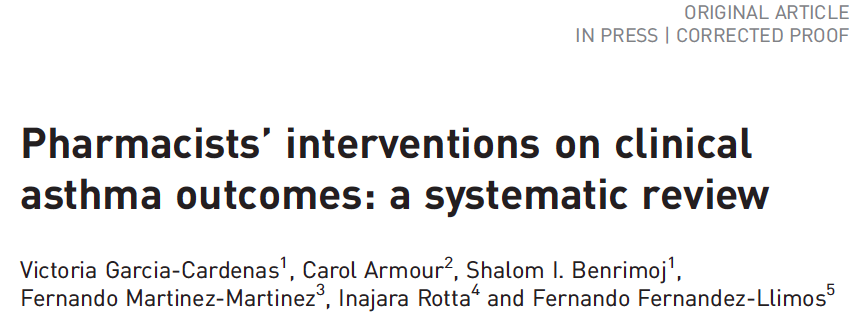 ORIGINAL ARTICLE
IN PRESS | CORRECTED PROOF
Pharmacists’ interventions on clinical
asthma outcomes: a systematic review
Victoria Garcia-Cardenas1, Carol Armour2, Shalom I. Benrimoj1,
Fernando Martinez-Martinez3, Inajara Rotta4 and Fernando Fernandez-Llimos5